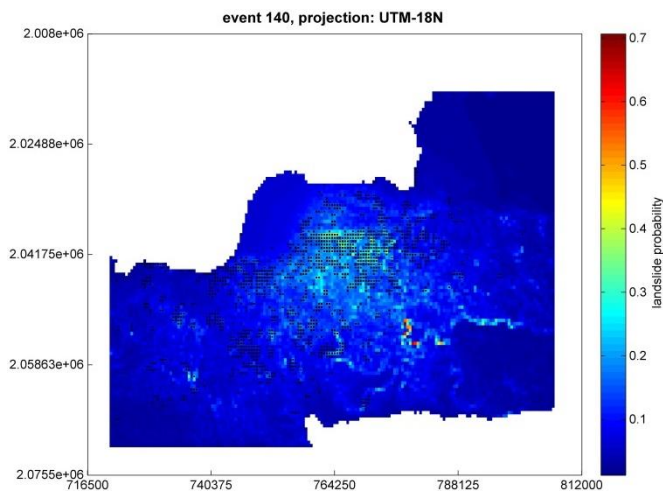 event 140, projection: UTM-18N
2.008e+06
2.02488e+06
2.04175e+06
2.05863e+06
2.0755e+06
716500
740375
764250
788125
812000
0.7
0.6
0.5
0.4
0.3
0.2
0.1
landslide probability